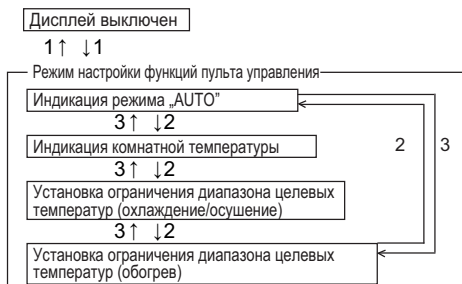 Дисплей выключен
1↑ ↓1
Режим настройки функций пульта управления
Индикация режима „AUTO”
3↑ ↓2
Индикация комнатной температуры
3↑ ↓2
Установка ограничения диапазона целевых
температур (охлаждение/осушение)
3↑ ↓2
Установка ограничения диапазона целевых
температур (обогрев)
2 3